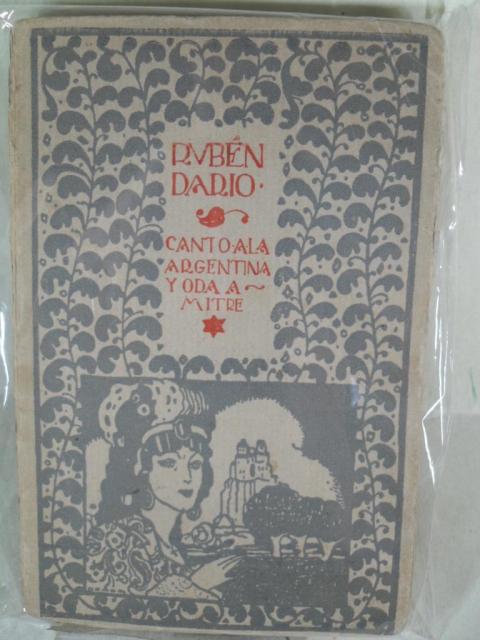 RVBÉN
DARIO·
CANTO·A LA
ARGENTINA
Y ODA A~
MITRE